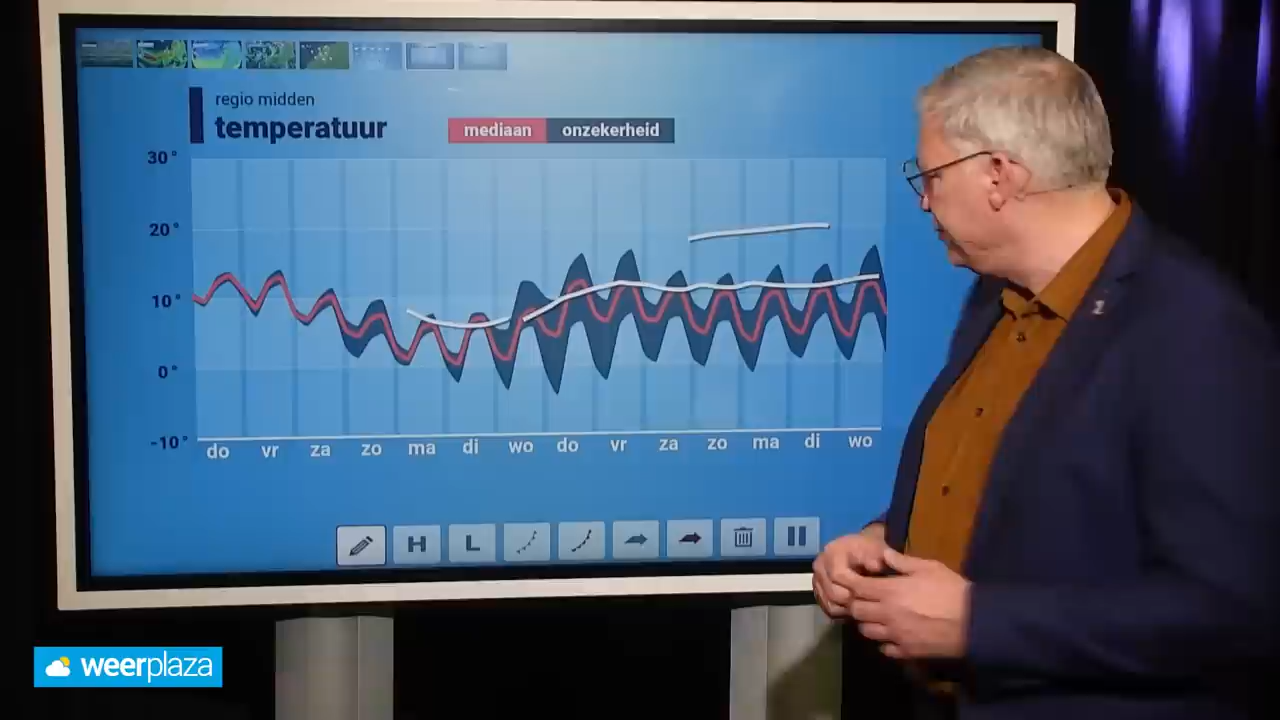 regio midden
temperatuur
mediaan onzekerheid
30°
20°
10°
0°
-10°
do vr za zo ma di wo do vr za zo ma di wo
H L
weerplaza